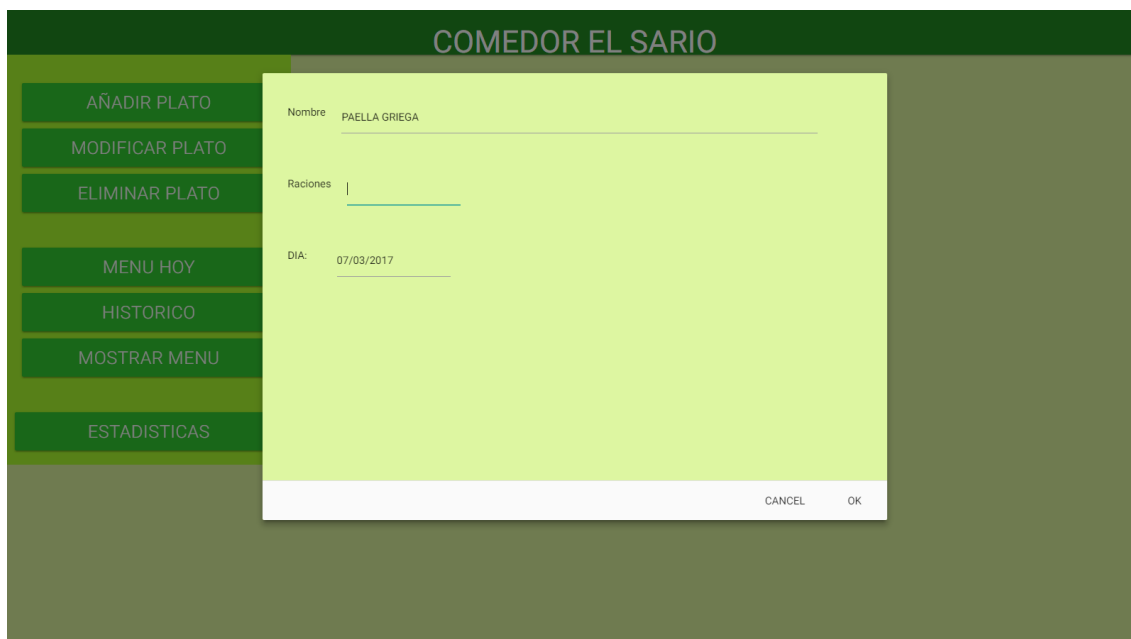 COMEDOR EL SARIO
AÑADIR PLATO
MODIFICAR PLATO
ELIMINAR PLATO
MENU HOY
HISTORICO
MOSTRAR MENU
ESTADISTICAS
Nombre PAELLA GRIEGA
Raciones
DIA: 07/03/2017
CANCEL OK